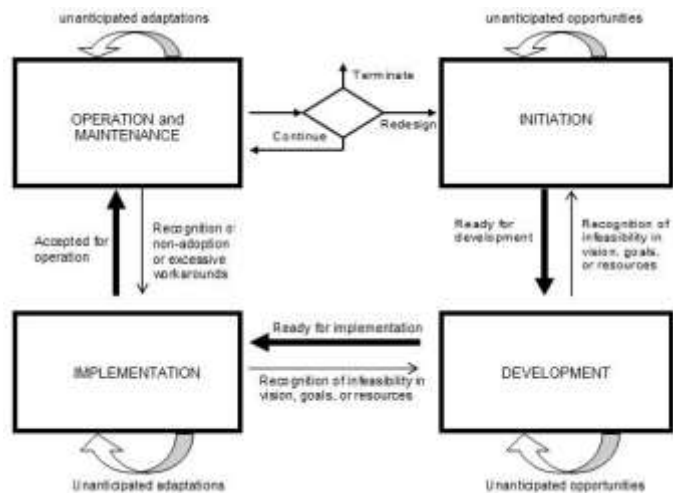 unanticipated adaptations
unanticipated opportunities
Terminate
OPERATION and
MAINTENANCE
INITIATION
Continue
Redesign
Accepted for
operation
Recognition of
non-adoption
or excessive
workarounds
Ready for
development
Recognition of
infeasibility in
vision, goals,
or resources
Ready for implementation
IMPLEMENTATION
DEVELOPMENT
Recognition of infeasibility in
vision, goals, or resources
Unanticipated adaptations
Unanticipated opportunities